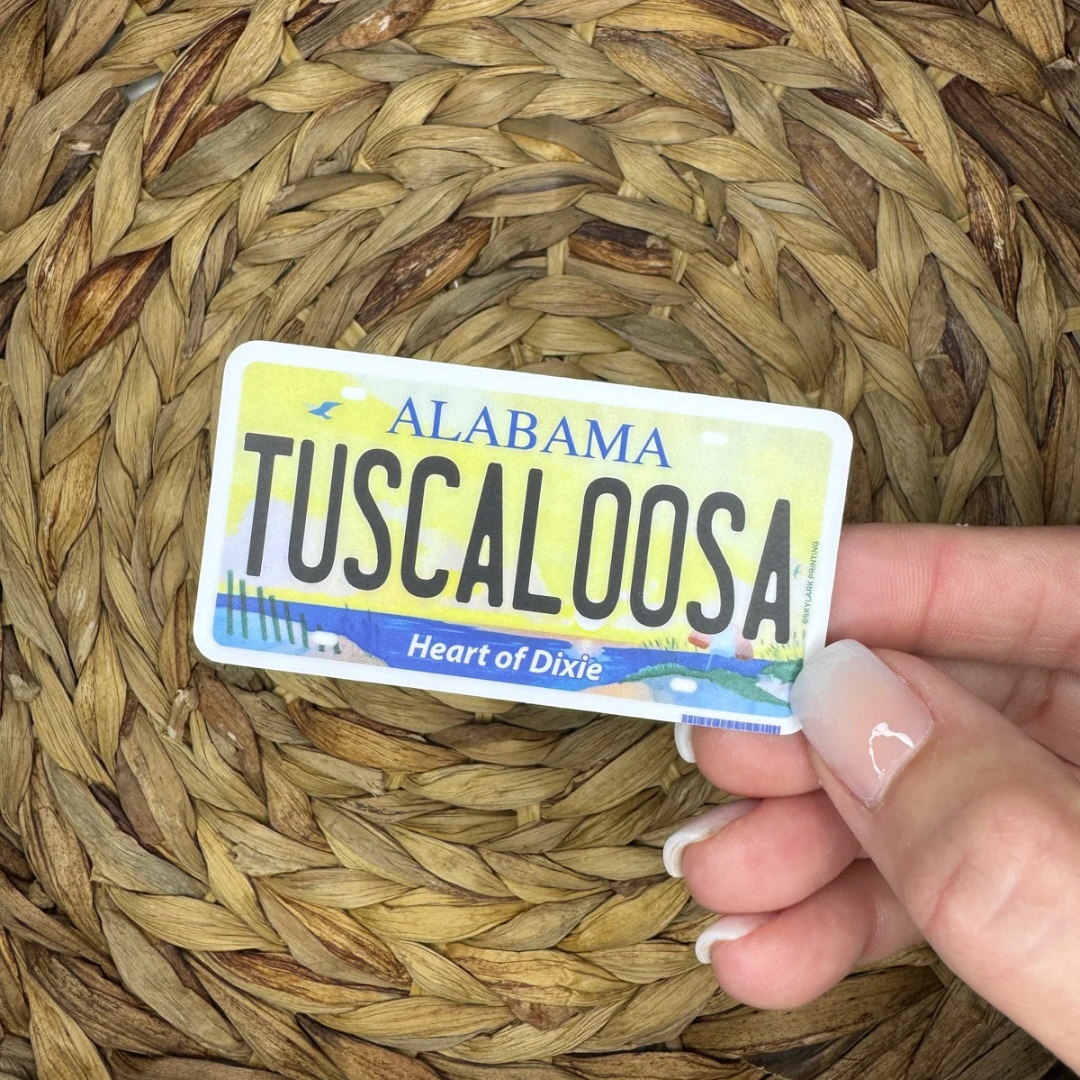 ALABAMA
TUSCALOOSA
Heart of Dixie
©SKYLARK PRINTING